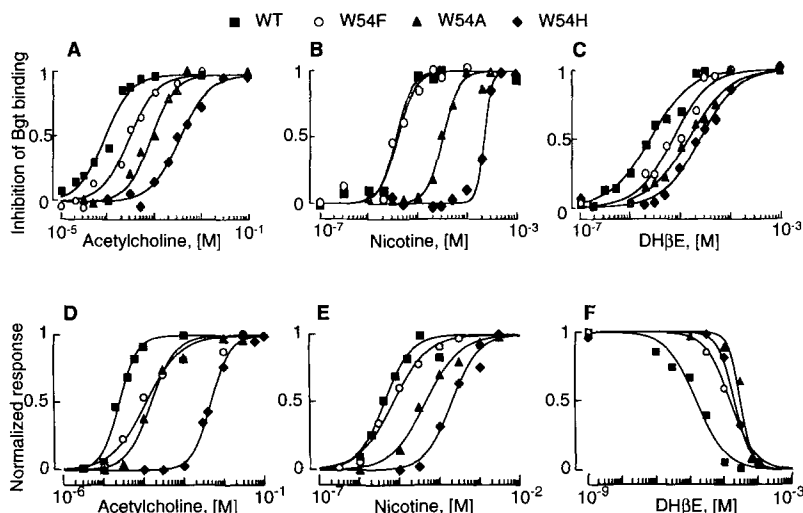 WT W54F W54A W54H
A B C
Inhibition of Bgt binding
1
0.5
0
10-5 10-1
Acetylcholine, [M]
1
0.5
0
10-7 10-3
Nicotine, [M]
1
0.5
0
10-7 10-3
DHβE, [M]
D E F
Normalized response
1
0.5
0
10-6 10-1
Acetylcholine, [M]
1
0.5
0
10-7 10-2
Nicotine, [M]
1
0.5
0
10-9 10-3
DHβE, [M]